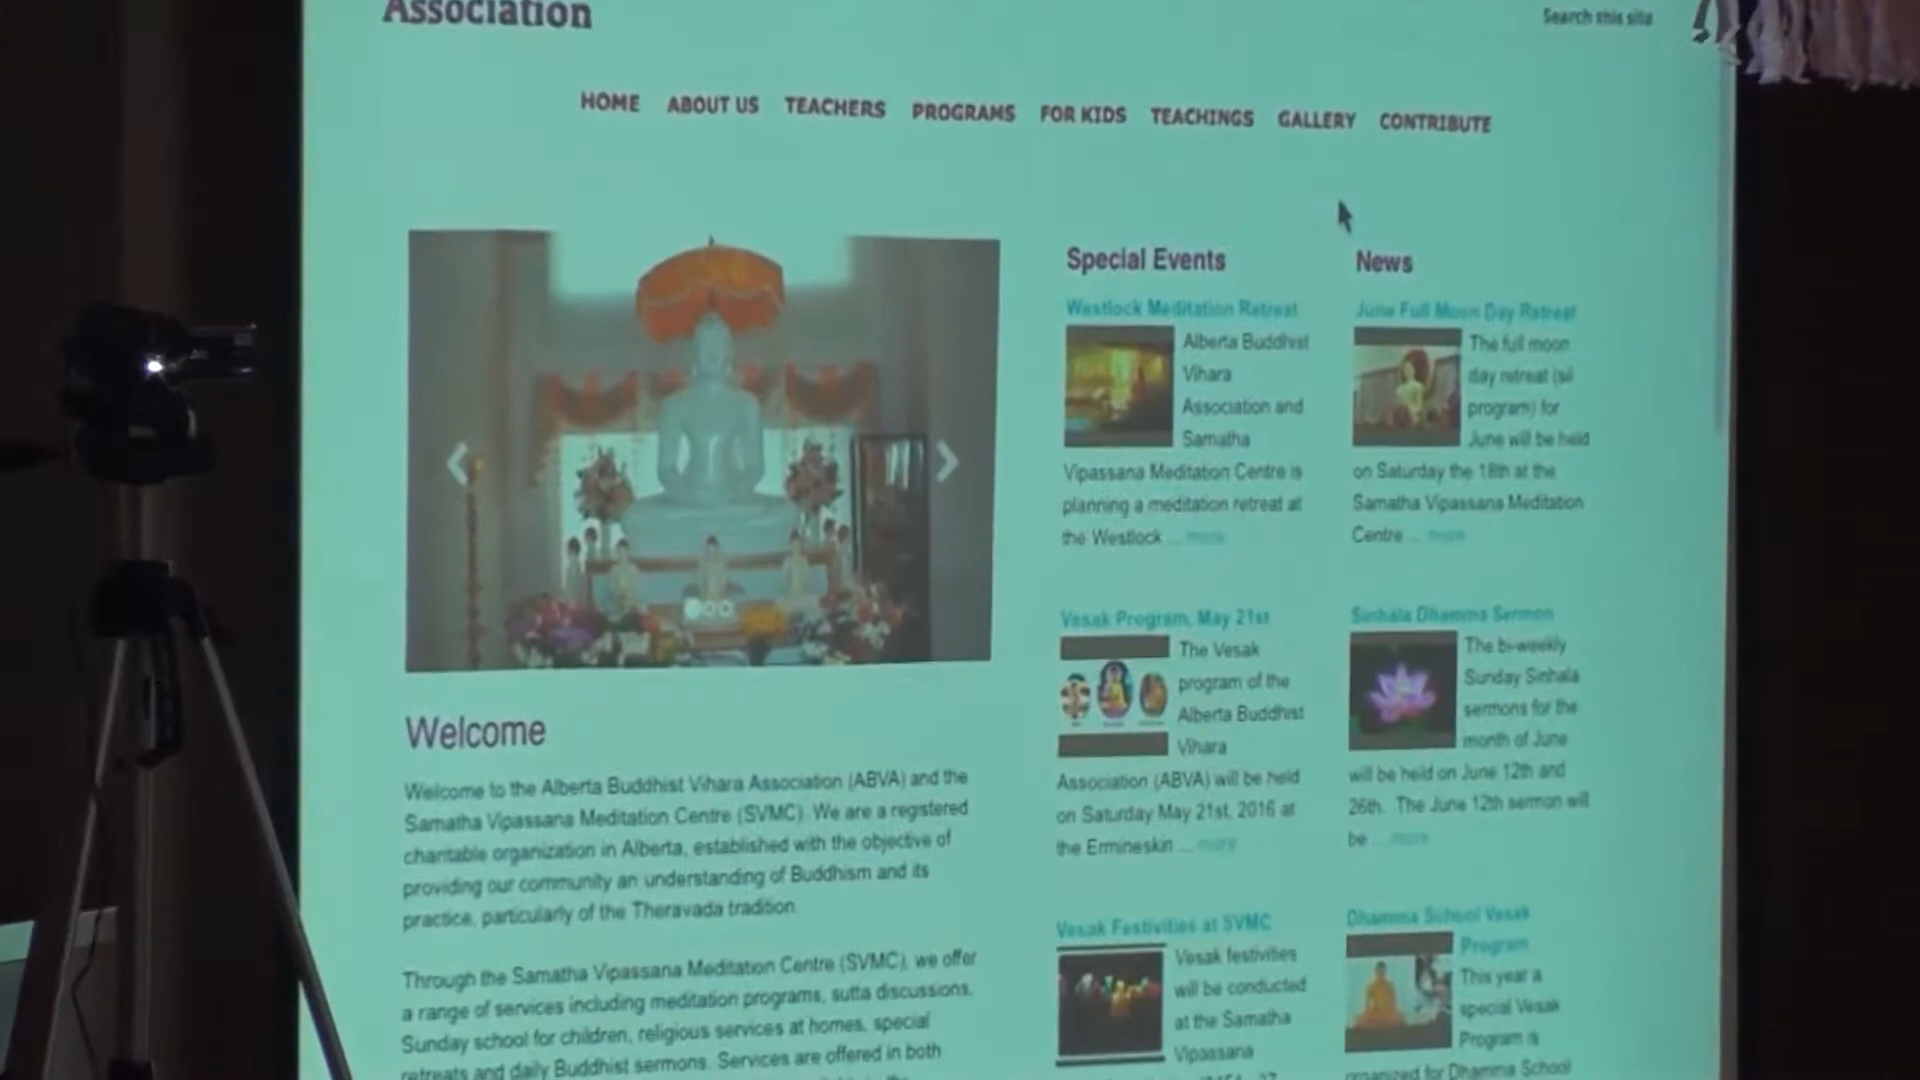 Association
Search this site
HOME ABOUT US TEACHERS PROGRAMS FOR KIDS TEACHINGS GALLERY CONTRIBUTE
Welcome
Welcome to the Alberta Buddhist Vihara Association (ABVA) and the
Samatha Vipassana Meditation Centre (SVMC). We are a registered
charitable organization in Alberta, established with the objective of
providing our community an understanding of Buddhism and its
practice, particularly of the Theravada tradition.
Through the Samatha Vipassana Meditation Centre (SVMC), we offer
a range of services including meditation programs, sutta discussions,
Sunday school for children, religious services at homes, special
retreats and daily Buddhist sermons. Services are offered in both
Special Events
Westlock Meditation Retreat
Alberta Buddhist
Vihara
Association and
Samatha
Vipassana Meditation Centre is
planning a meditation retreat at
the Westlock ... more
Vesak Program, May 21st
The Vesak
program of the
Alberta Buddhist
Vihara
Association (ABVA) will be held
on Saturday May 21st, 2016 at
the Ermineskin ... more
Vesak Festivities at SVMC
Vesak festivities
will be conducted
at the Samatha
Vipassana
News
June Full Moon Day Retreat
The full moon
day retreat (sil
program) for
June will be held
on Saturday the 18th at the
Samatha Vipassana Meditation
Centre ... more
Sinhala Dhamma Sermon
The bi-weekly
Sunday Sinhala
sermons for the
month of June
will be held on June 12th and
26th. The June 12th sermon will
be ... more
Dhamma School Vesak
Program
This year a
special Vesak
Program is
organized for Dhamma School